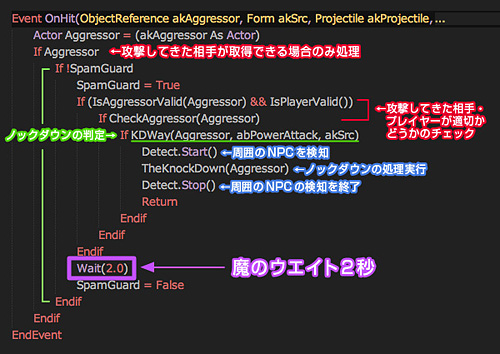 Event OnHit(ObjectReference akAggressor, Form akSrc, Projectile akProjectile,...
Actor Aggressor = (akAggressor As Actor)
If Aggressor ←攻撃してきた相手が取得できる場合のみ処理
If !SpamGuard
SpamGuard = True
If (IsAggressorValid(Aggressor) && IsPlayerValid())
If CheckAggressor(Aggressor)
←攻撃してきた相手・
プレイヤーが適切か
どうかのチェック
ノックダウンの判定→ If KDWay(Aggressor, abPowerAttack, akSrc)
Detect.Start() ←周囲のNPCを検知
TheKnockDown(Aggressor) ←ノックダウンの処理実行
Detect.Stop() ←周囲のNPCの検知を終了
Return
Endif
Endif
Endif
Wait(2.0) 魔のウエイト2秒
SpamGuard = False
Endif
Endif
EndEvent